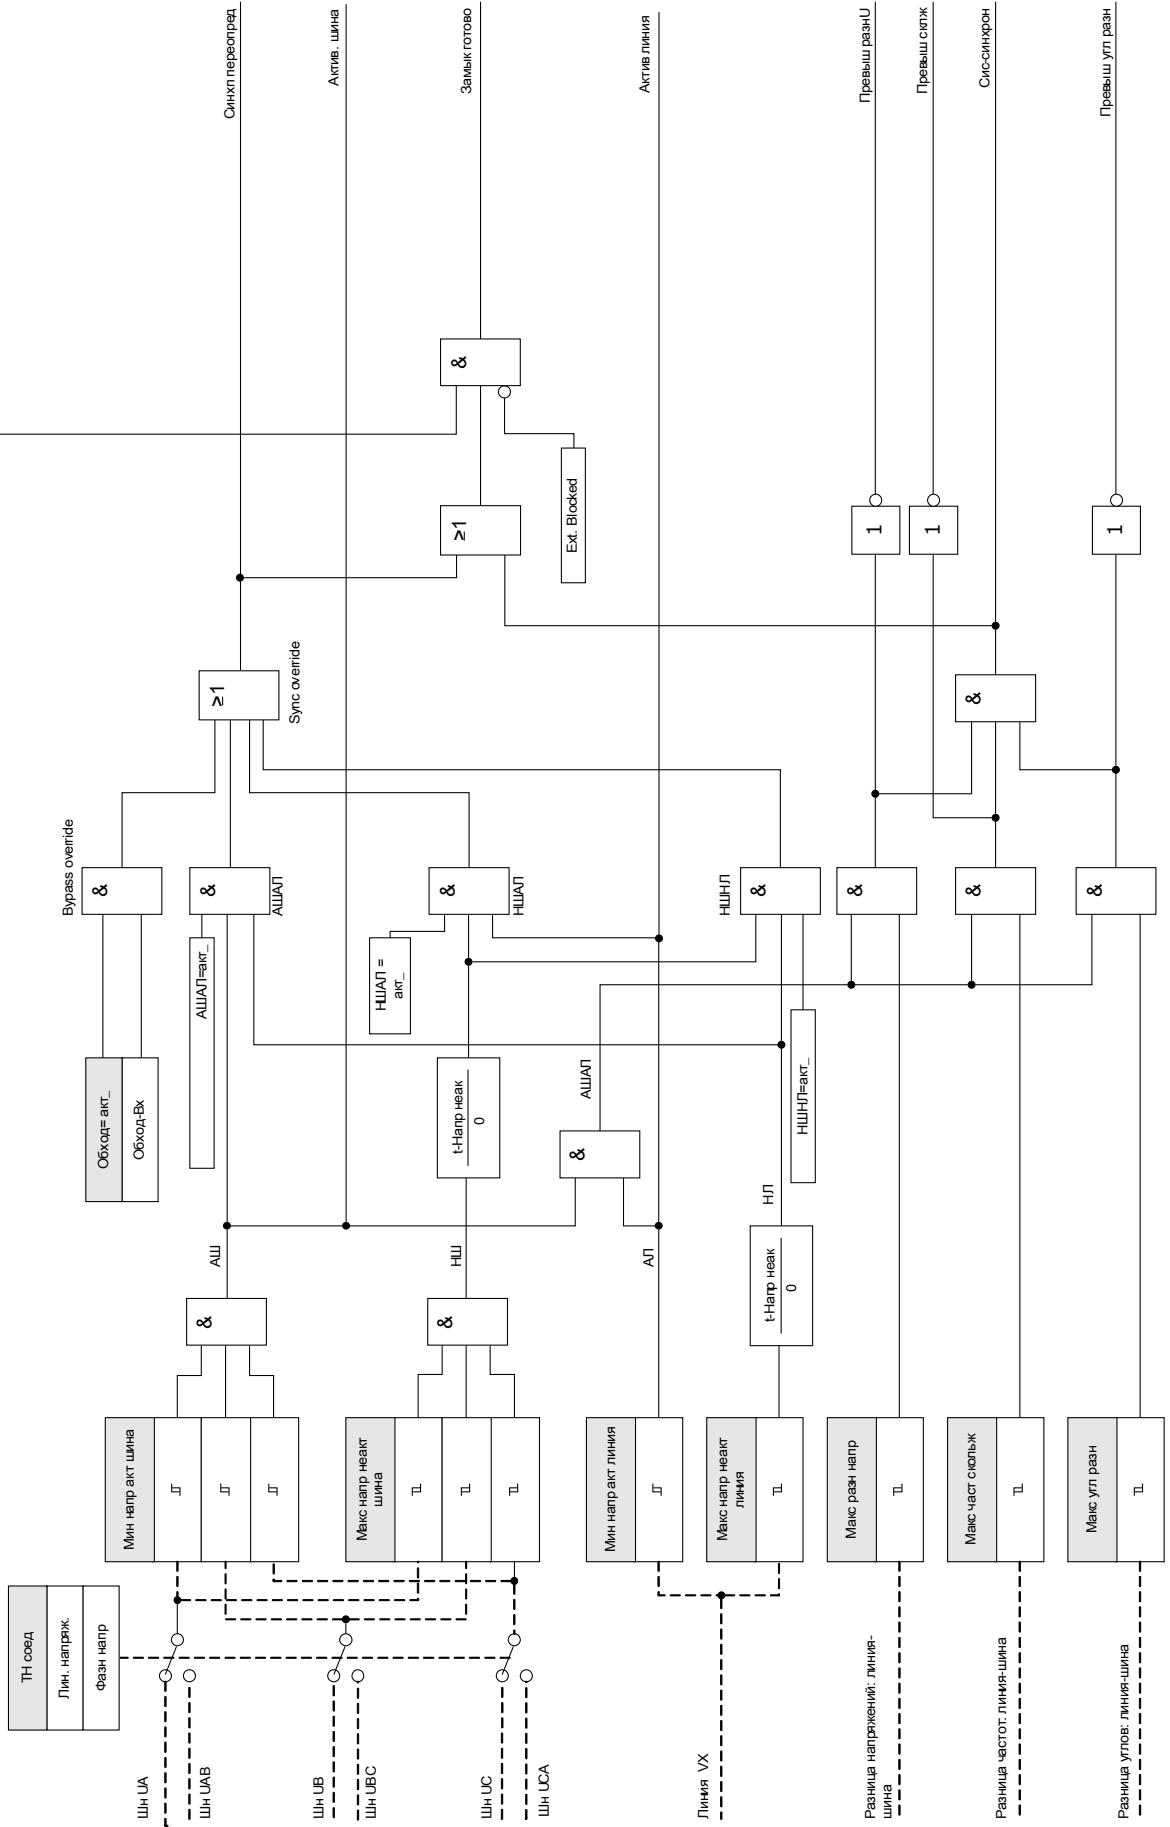 ТН соед
Лин. напряж.
Фазн напр
Шн UA
Шн UAB
Шн UB
Шн UBC
Шн UC
Шн UCA
Линия VX
Разница напряжений: линия-
шина
Разница частот: линия-шина
Разница углов: линия-шина
Мин напр акт шина
Макс напр неакт
шина
Мин напр акт линия
Макс напр неакт
линия
Макс разн напр
Макс част скольж
Макс угл разн
&
&
АШ
НШ
АЛ
t-Напр неак
0
НЛ
Обход= акт_
Обход-Вх
t-Напр неак
0
&
АШАЛ
АШАЛ=акт_
НШАЛ =
акт_
НШНЛ=акт_
Bypass override
&
&
АШАЛ
&
НШАЛ
НШНЛ
&
&
&
&
≥1
Sync override
&
≥1
Ext. Blocked
1
1
1
&
Синхп переопред
Актив. шина
Замык готово
Актив линия
Превыш разнU
Превыш склж
Сис-синхрон
Превыш угл разн